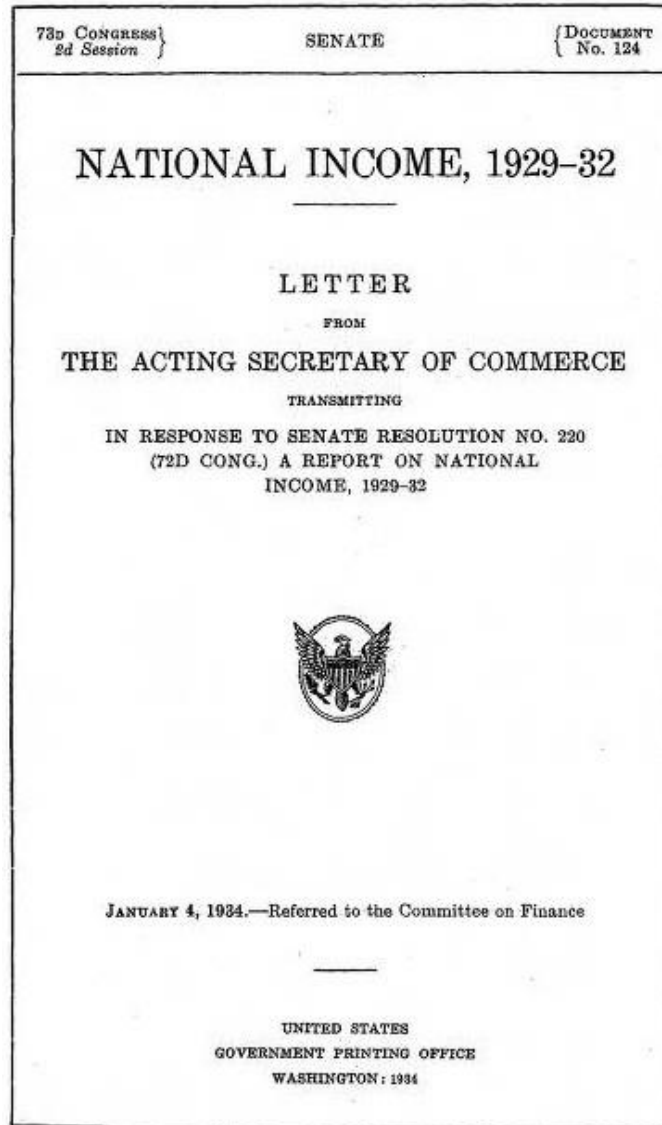 73D CONGRESS
2d Session
SENATE
DOCUMENT
No. 124
NATIONAL INCOME, 1929–32
LETTER
FROM
THE ACTING SECRETARY OF COMMERCE
TRANSMITTING
IN RESPONSE TO SENATE RESOLUTION NO. 220
(72D CONG.) A REPORT ON NATIONAL
INCOME, 1929–32
JANUARY 4, 1934.—Referred to the Committee on Finance
UNITED STATES
GOVERNMENT PRINTING OFFICE
WASHINGTON: 1934